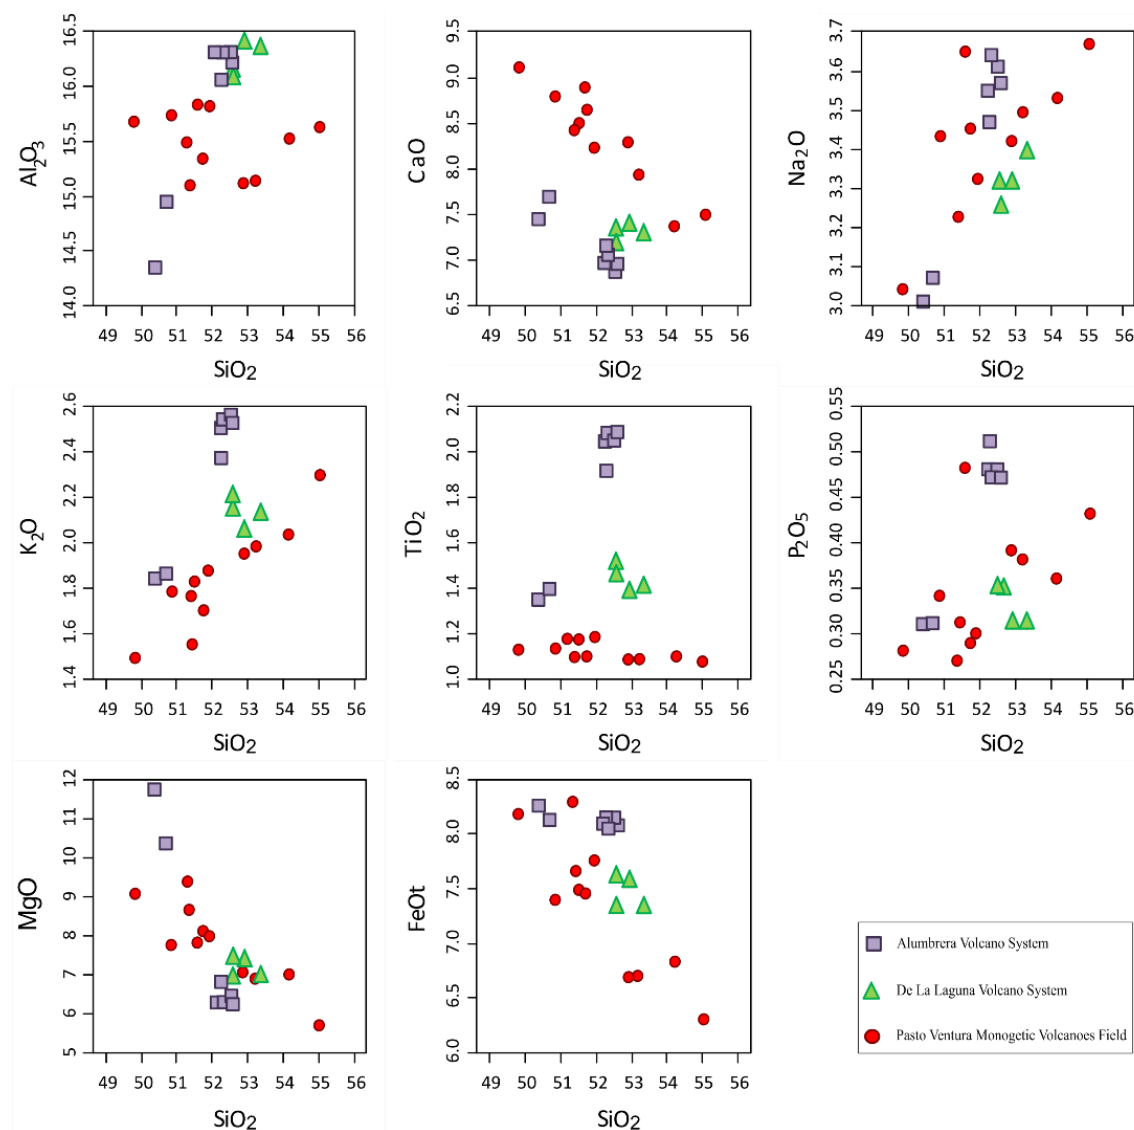 Al2O3
16.5
16.0
15.5
15.0
14.5
14.0
49 50 51 52 53 54 55 56
SiO2
CaO
9.5
9.0
8.5
8.0
7.5
7.0
6.5
49 50 51 52 53 54 55 56
SiO2
Na2O
3.7
3.6
3.5
3.4
3.3
3.2
3.1
3.0
49 50 51 52 53 54 55 56
SiO2
K2O
2.6
2.4
2.2
2.0
1.8
1.6
1.4
49 50 51 52 53 54 55 56
SiO2
TiO2
2.2
2.0
1.8
1.6
1.4
1.2
1.0
49 50 51 52 53 54 55 56
SiO2
P2O5
0.55
0.50
0.45
0.40
0.35
0.30
0.25
49 50 51 52 53 54 55 56
SiO2
MgO
12
11
10
9
8
7
6
5
49 50 51 52 53 54 55 56
SiO2
FeOt
8.5
8.0
7.5
7.0
6.5
6.0
49 50 51 52 53 54 55 56
SiO2
Alumbrera Volcano System
De La Laguna Volcano System
Pasto Ventura Monogetic Volcanoes Field